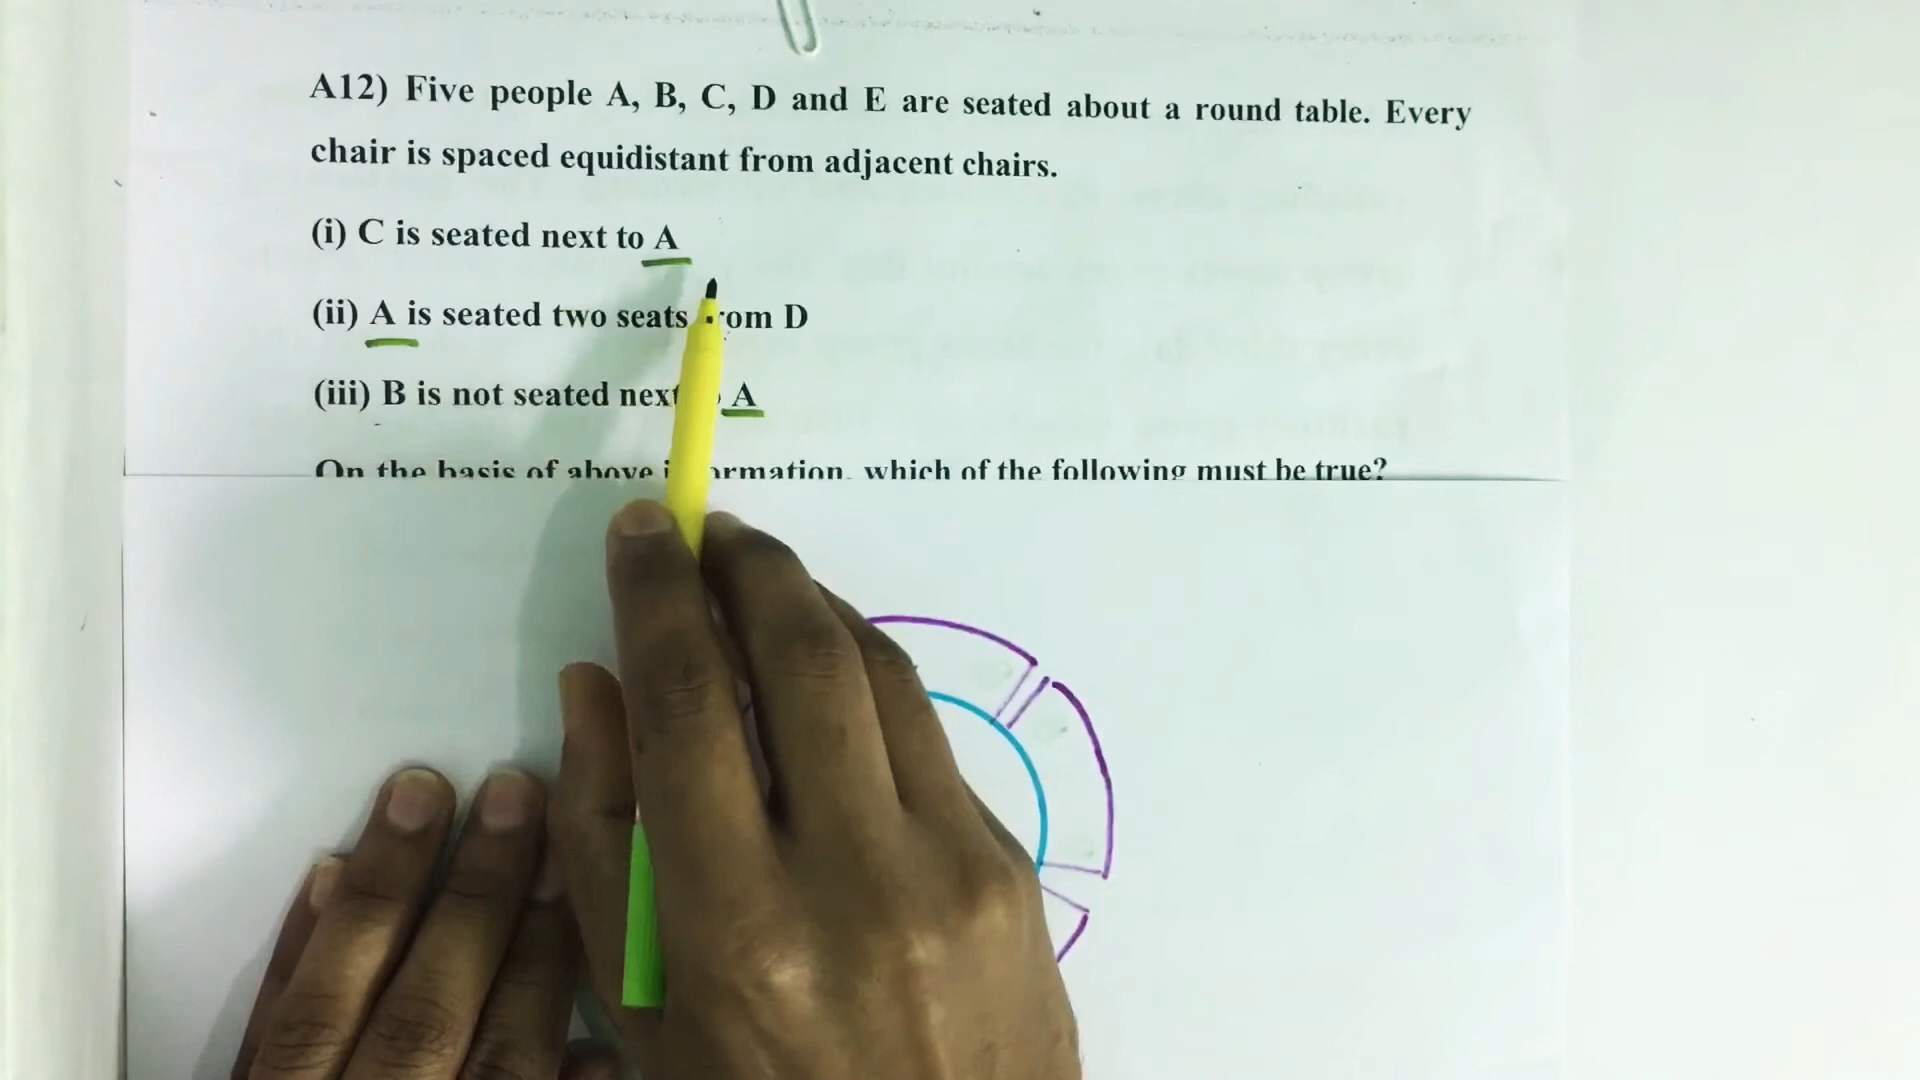 A12) Five people A, B, C, D and E are seated about a round table. Every
chair is spaced equidistant from adjacent chairs.
(i) C is seated next to A
(ii) A is seated two seats from D
(iii) B is not seated next A
On the basis of above which of the following must be true?